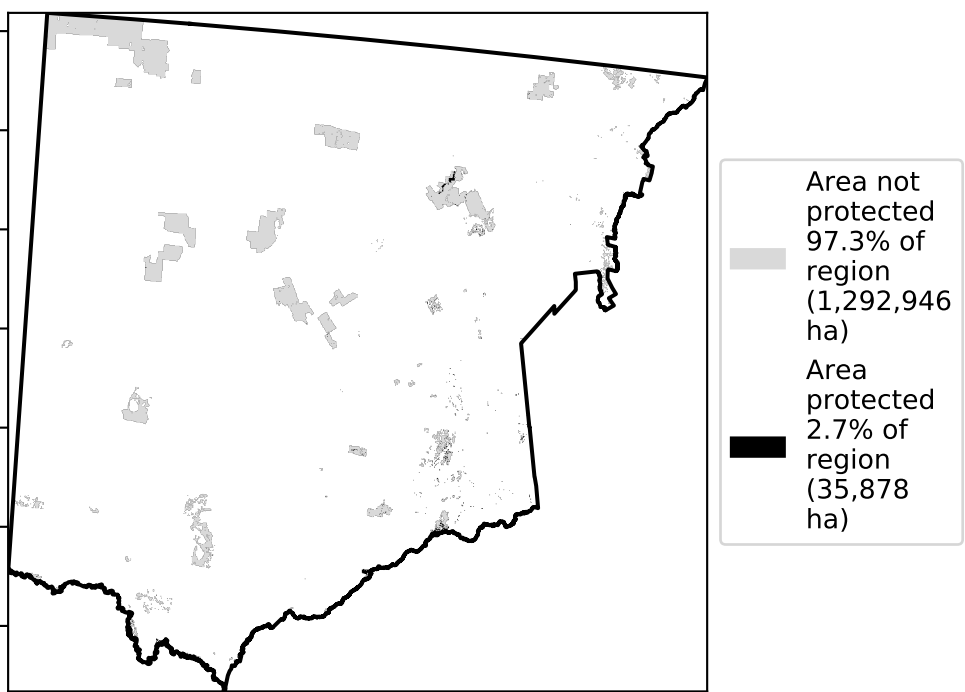 Area not
protected
97.3% of
region
(1,292,946
ha)
Area
protected
2.7% of
region
(35,878
ha)